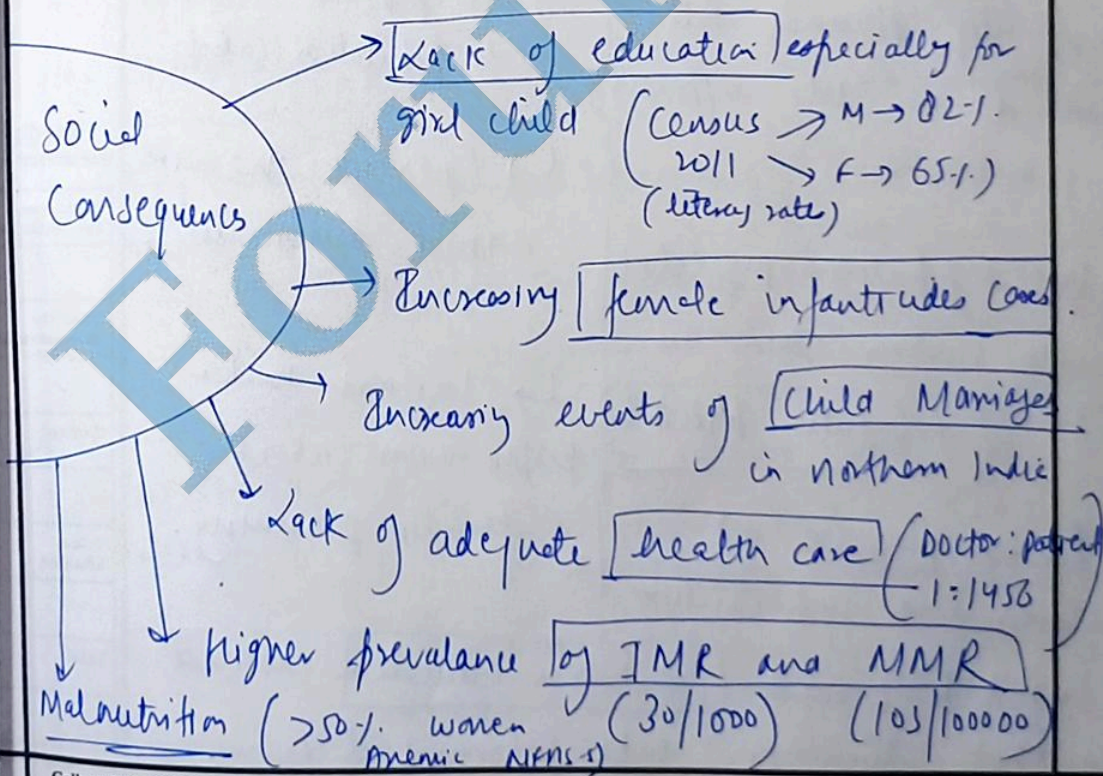 Social
Consequences
Lack of education especially for
girl child (Census → M → 82%.
2011 → F → 65%.)
(literacy rate)
Increasing female infantrudes cases.
Increasing events of Child Marriages
in northern India
Lack of adequate health care (Doctor : patient
1:1456
Higher prevalance of IMR and MMR
(30/1000) (103/100000)
Malnutrition (>50%. women
Anemic NFHS-5)
Forum